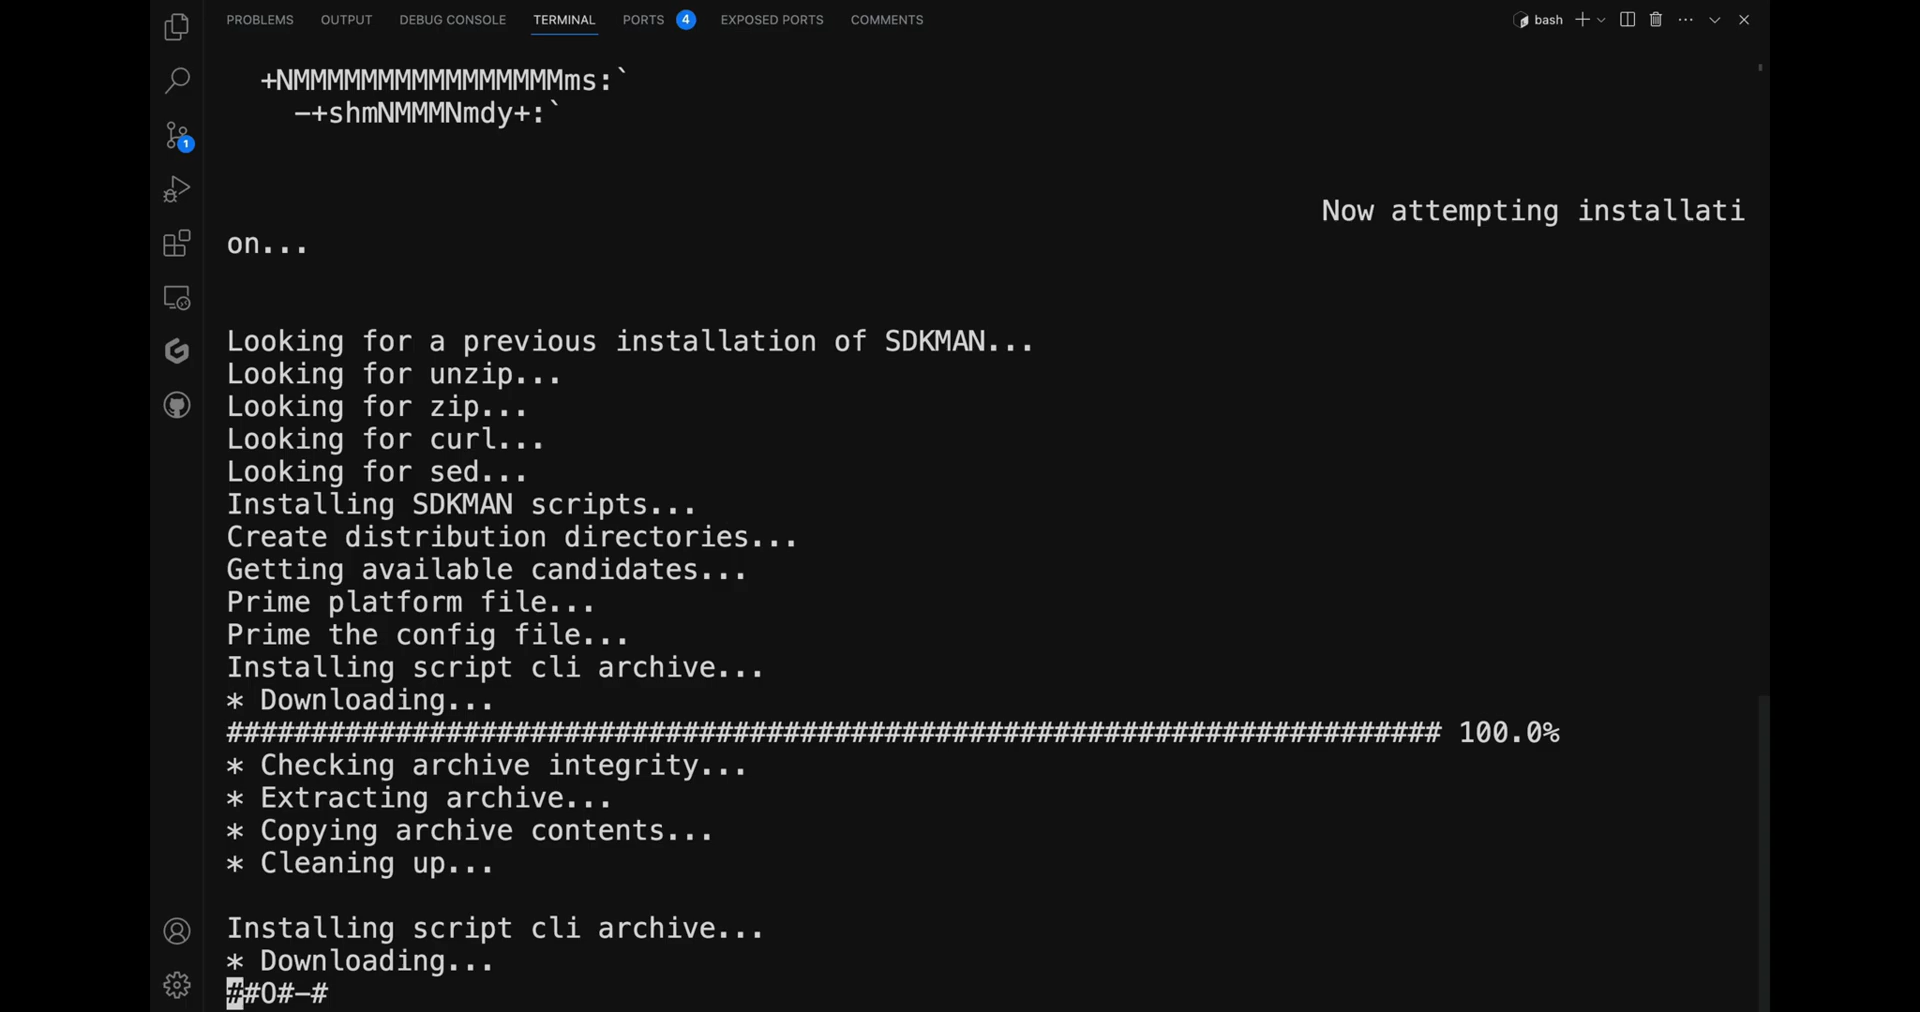 PROBLEMS OUTPUT DEBUG CONSOLE TERMINAL PORTS 4 EXPOSED PORTS COMMENTS bash
+NMMMMMMMMMMMMMMMMms:`
-+shmNMMMNmdy+:`
Now attempting installati
on...
Looking for a previous installation of SDKMAN...
Looking for unzip...
Looking for zip...
Looking for curl...
Looking for sed...
Installing SDKMAN scripts...
Create distribution directories...
Getting available candidates...
Prime platform file...
Prime the config file...
Installing script cli archive...
* Downloading...
######################################################################## 100.0%
* Checking archive integrity...
* Extracting archive...
* Copying archive contents...
* Cleaning up...
Installing script cli archive...
* Downloading...
##O#-#
1